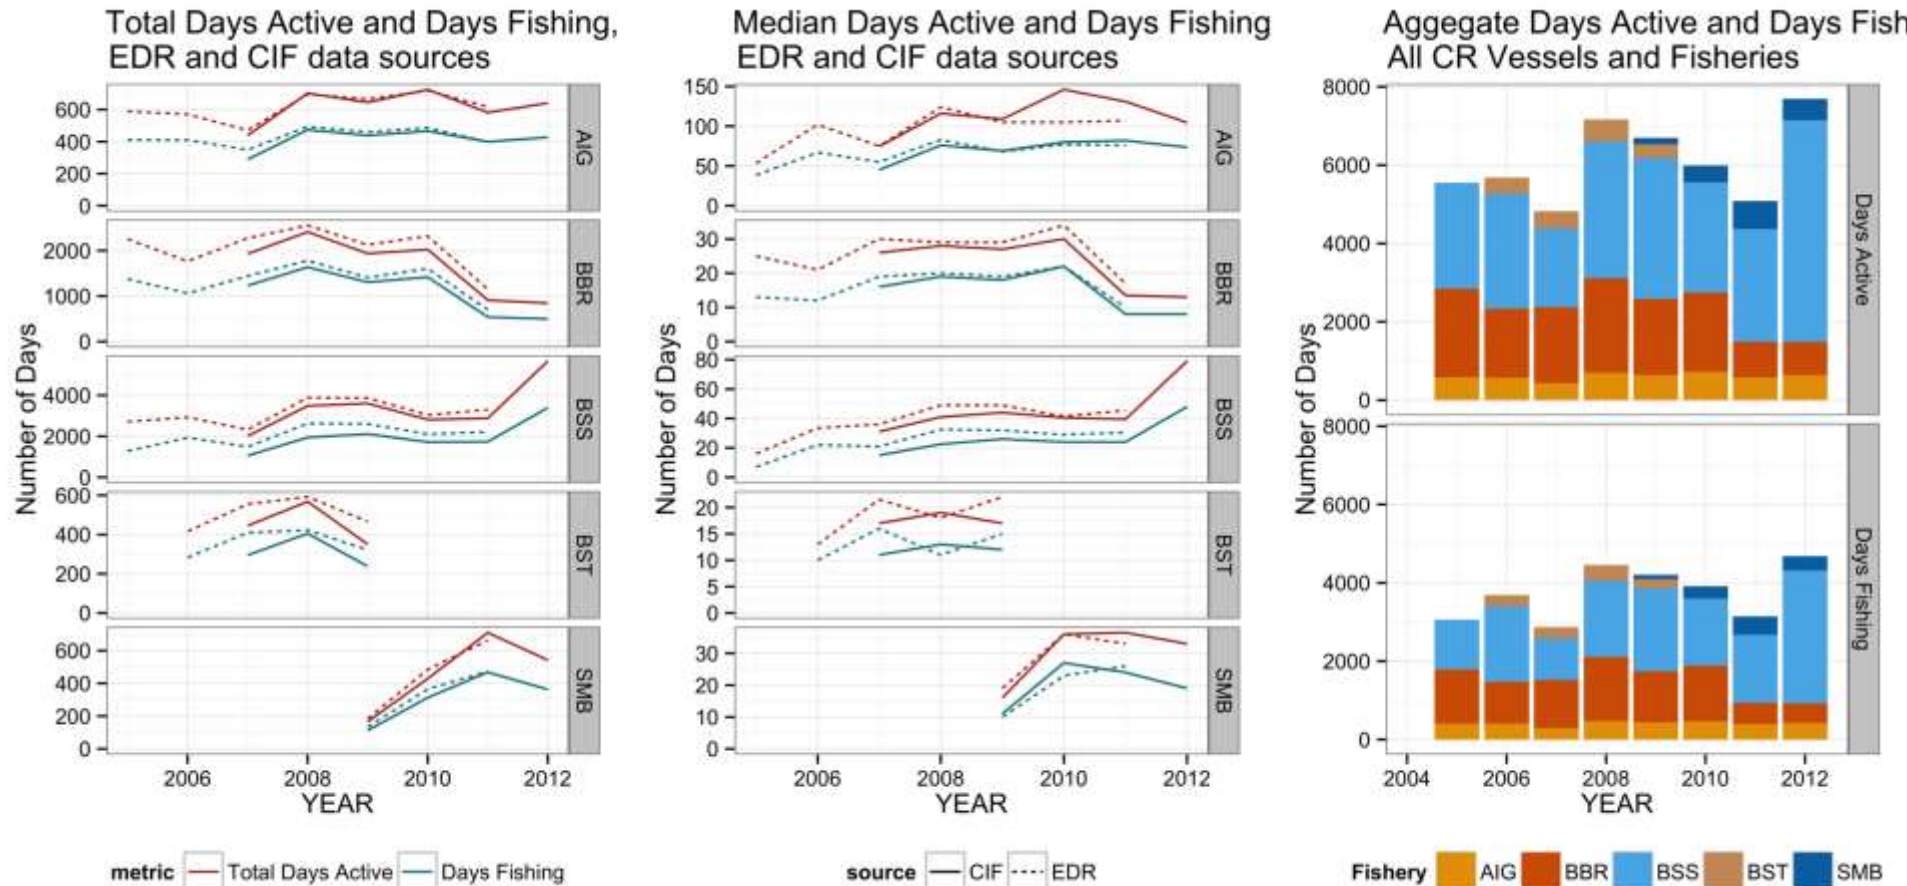 Total Days Active and Days Fishing,
EDR and CIF data sources
Number of Days
600
400
200
0
AIG
2000
1000
0
BBR
4000
2000
0
BSS
600
400
200
0
BST
600
400
200
0
SMB
2006
2008
2010
2012
YEAR
metric
Total Days Active
Days Fishing
Median Days Active and Days Fishing
EDR and CIF data sources
Number of Days
150
100
50
0
AIG
30
20
10
0
BBR
80
60
40
20
0
BSS
20
15
10
5
0
BST
30
20
10
0
SMB
2006
2008
2010
2012
YEAR
source
CIF
EDR
Aggegate Days Active and Days Fish
All CR Vessels and Fisheries
Number of Days
8000
6000
4000
2000
0
Days Active
8000
6000
4000
2000
0
Days Fishing
2004
2006
2008
2010
2012
YEAR
Fishery
AIG
BBR
BSS
BST
SMB